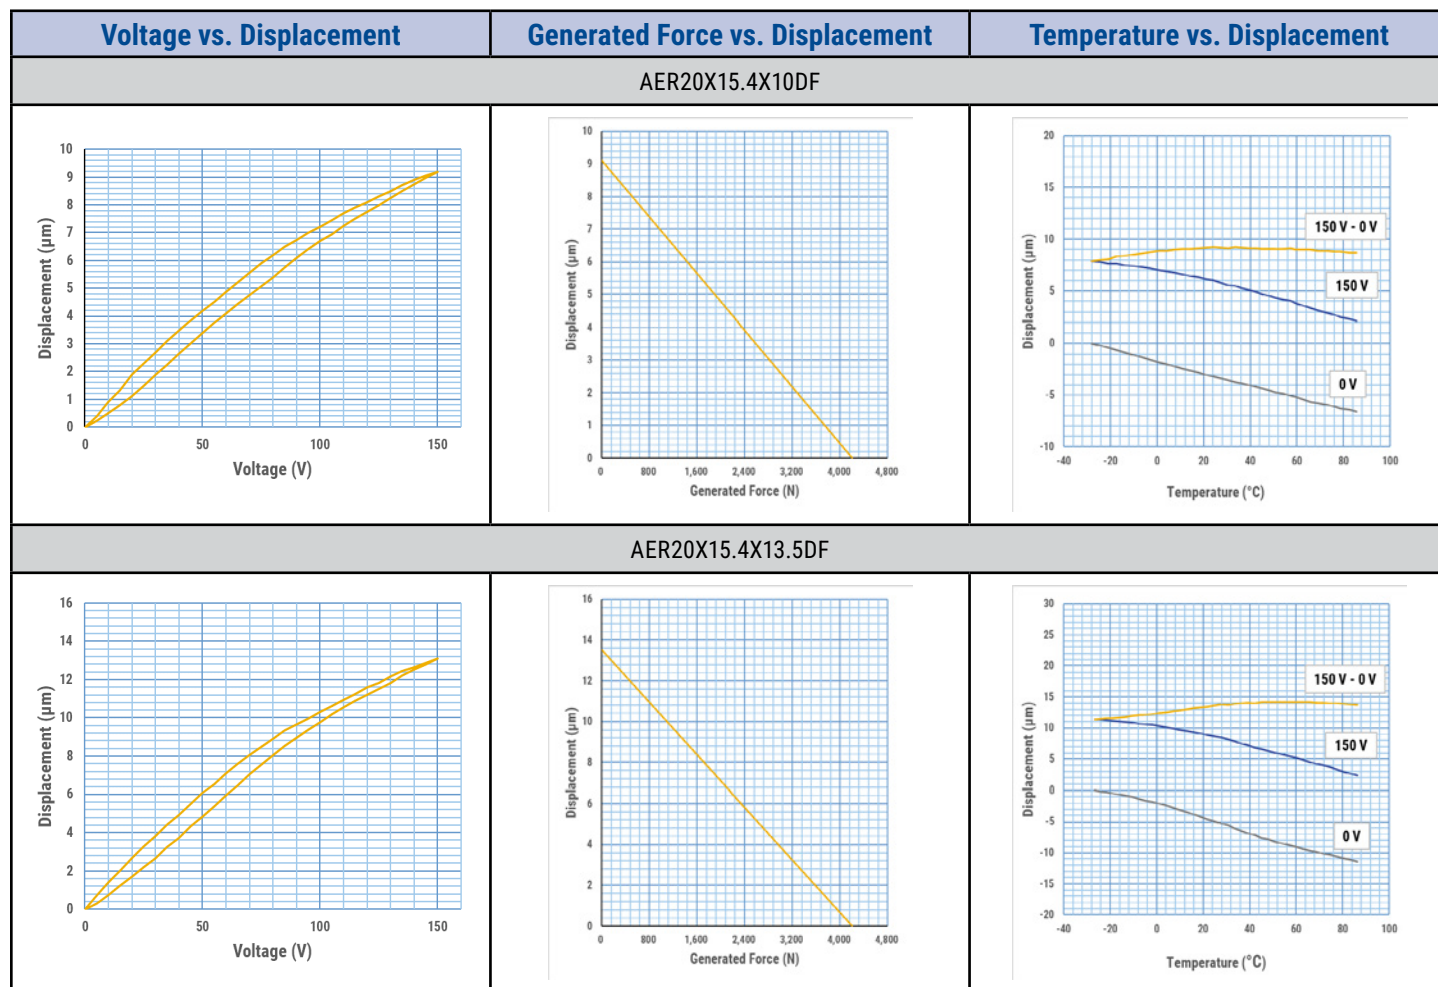 Voltage vs. Displacement
Generated Force vs. Displacement
Temperature vs. Displacement
AER20X15.4X10DF
Displacement (µm)
10
9
8
7
6
5
4
3
2
1
0
0 50 100 150
Voltage (V)
Displacement (µm)
10
9
8
7
6
5
4
3
2
1
0
0 800 1,600 2,400 3,200 4,000 4,800
Generated Force (N)
Displacement (µm)
20
15
10
5
0
-5
-10
150 V - 0 V
150 V
0 V
-40 -20 0 20 40 60 80 100
Temperature (°C)
AER20X15.4X13.5DF
Displacement (µm)
16
14
12
10
8
6
4
2
0
0 50 100 150
Voltage (V)
Displacement (µm)
16
14
12
10
8
6
4
2
0
0 800 1,600 2,400 3,200 4,000 4,800
Generated Force (N)
Displacement (µm)
30
25
20
15
10
5
0
-5
-10
-15
-20
150 V - 0 V
150 V
0 V
-40 -20 0 20 40 60 80 100
Temperature (°C)